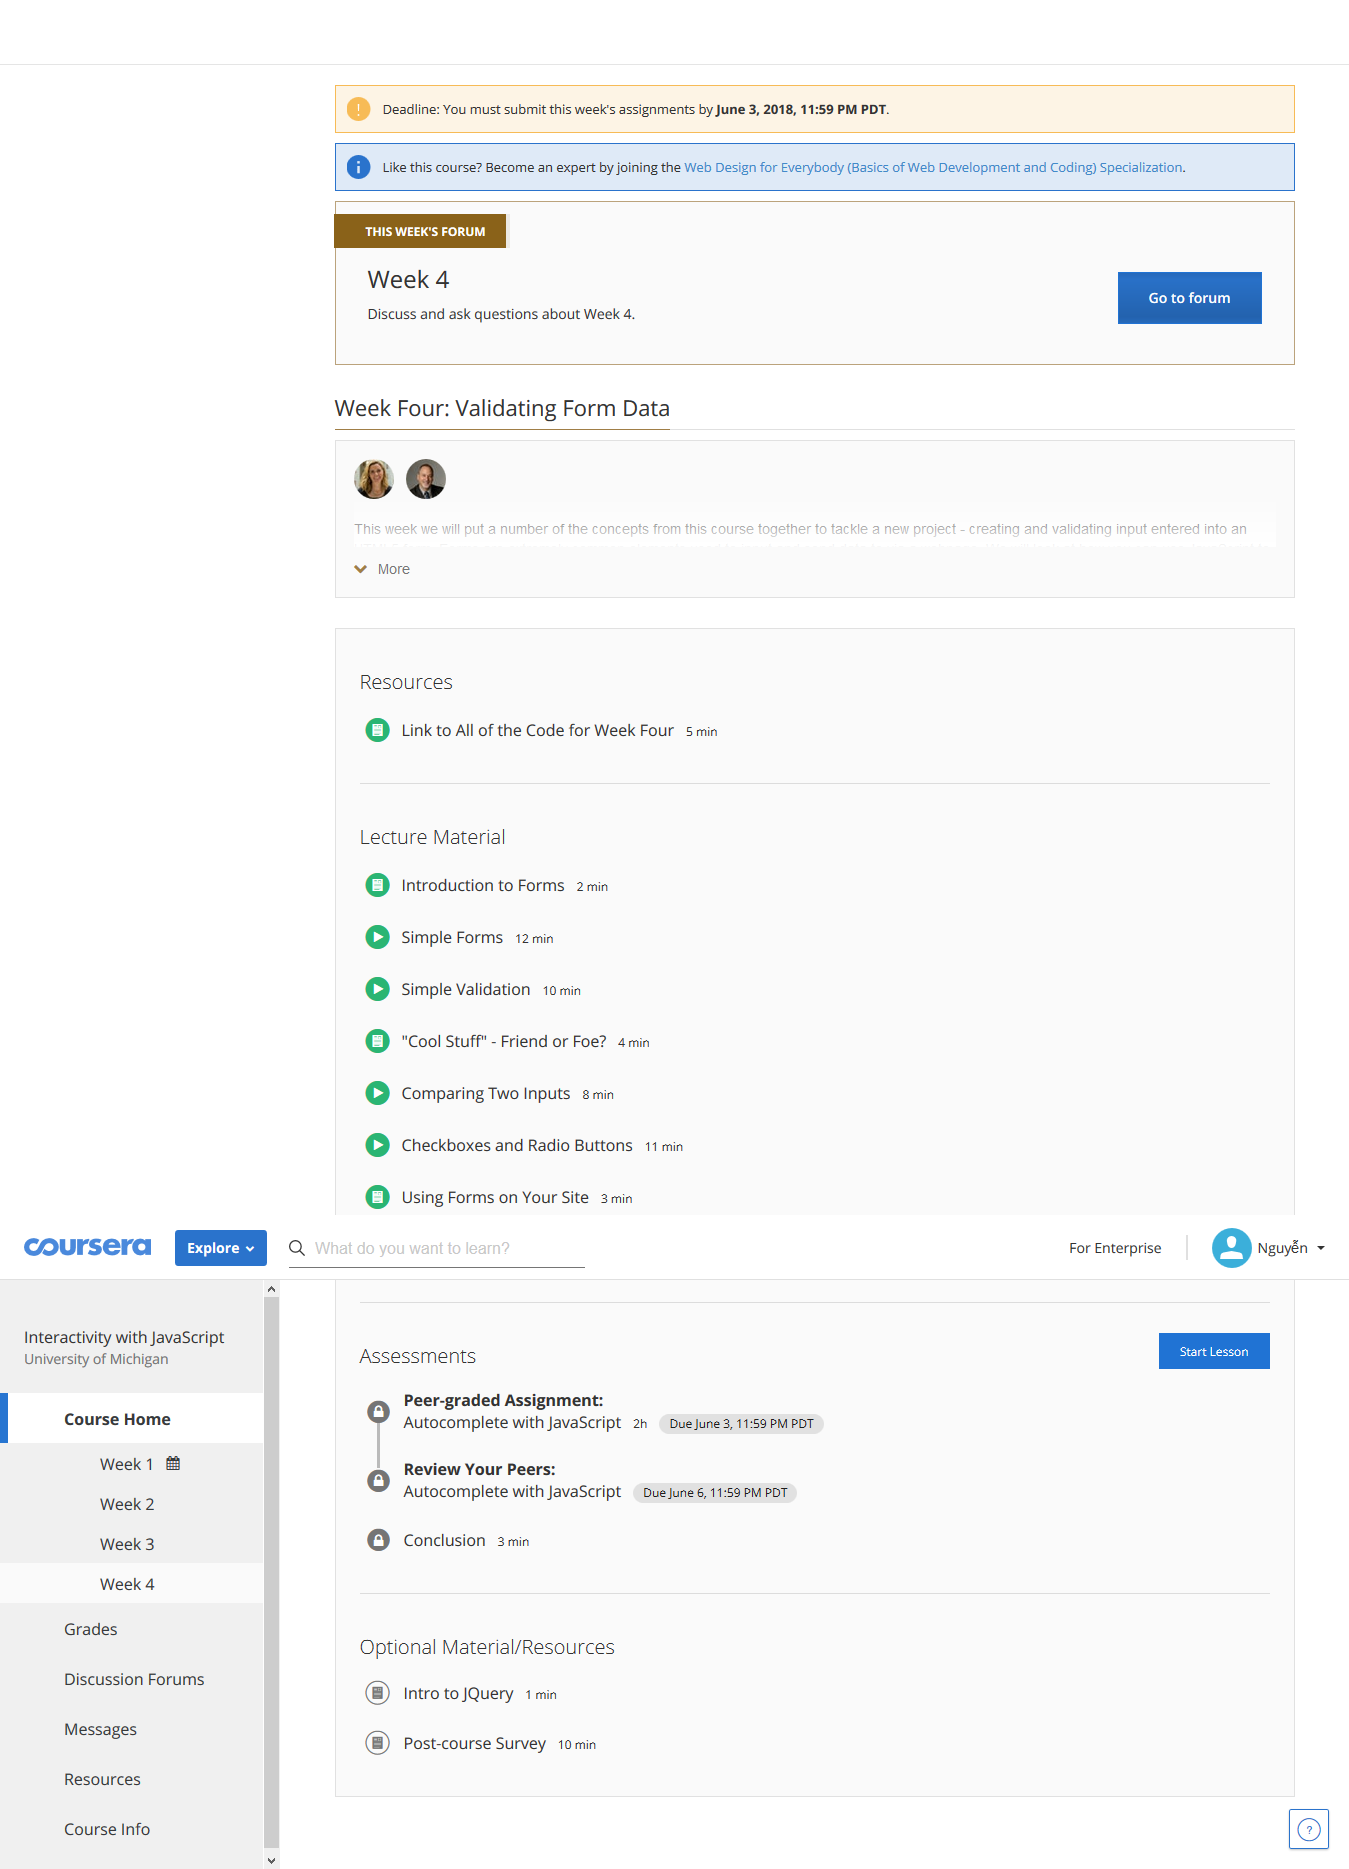 Deadline: You must submit this week's assignments by June 3, 2018, 11:59 PM PDT.
Like this course? Become an expert by joining the Web Design for Everybody (Basics of Web Development and Coding) Specialization.
THIS WEEK'S FORUM
Week 4
Discuss and ask questions about Week 4.
Go to forum
Week Four: Validating Form Data
This week we will put a number of the concepts from this course together to tackle a new project - creating and validating input entered into an
More
Resources
Link to All of the Code for Week Four 5 min
Lecture Material
Introduction to Forms 2 min
Simple Forms 12 min
Simple Validation 10 min
"Cool Stuff" - Friend or Foe? 4 min
Comparing Two Inputs 8 min
Checkboxes and Radio Buttons 11 min
Using Forms on Your Site 3 min
coursera
Explore
What do you want to learn?
For Enterprise
Nguyễn
Interactivity with JavaScript
University of Michigan
Course Home
Week 1
Week 2
Week 3
Week 4
Grades
Discussion Forums
Messages
Resources
Course Info
Assessments
Start Lesson
Peer-graded Assignment:
Autocomplete with JavaScript 2h Due June 3, 11:59 PM PDT
Review Your Peers:
Autocomplete with JavaScript Due June 6, 11:59 PM PDT
Conclusion 3 min
Optional Material/Resources
Intro to JQuery 1 min
Post-course Survey 10 min
?